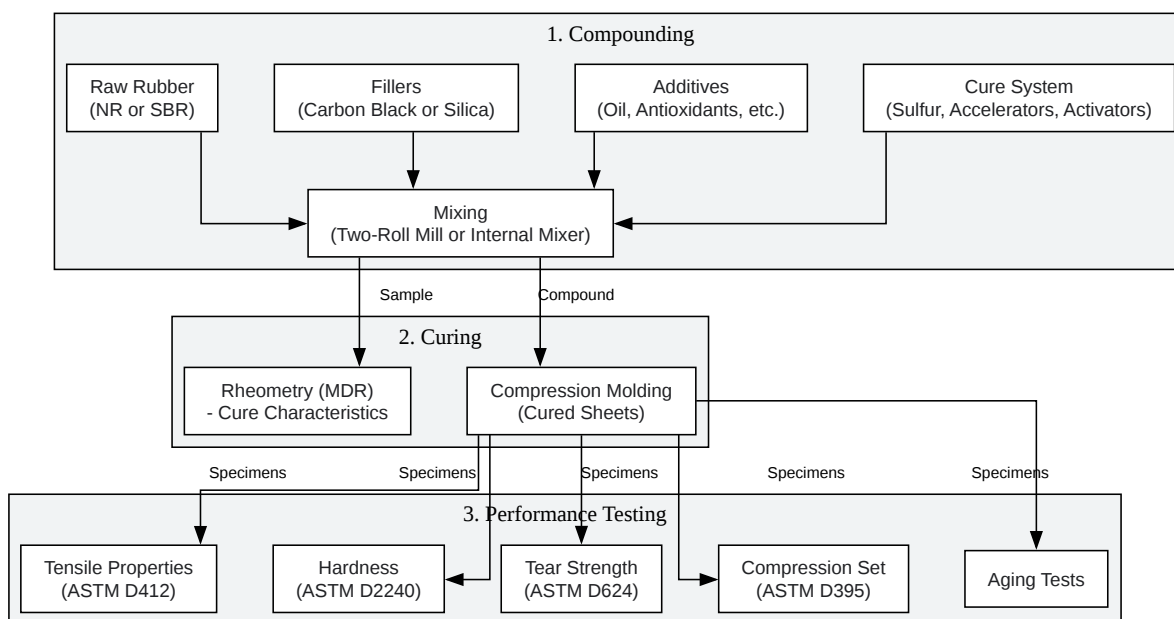 1. Compounding
Raw Rubber
(NR or SBR)
Fillers
(Carbon Black or Silica)
Additives
(Oil, Antioxidants, etc.)
Cure System
(Sulfur, Accelerators, Activators)
Mixing
(Two-Roll Mill or Internal Mixer)
Sample
Compound
2. Curing
Rheometry (MDR)
- Cure Characteristics
Compression Molding
(Cured Sheets)
Specimens
Specimens
Specimens
Specimens
Specimens
3. Performance Testing
Tensile Properties
(ASTM D412)
Hardness
(ASTM D2240)
Tear Strength
(ASTM D624)
Compression Set
(ASTM D395)
Aging Tests